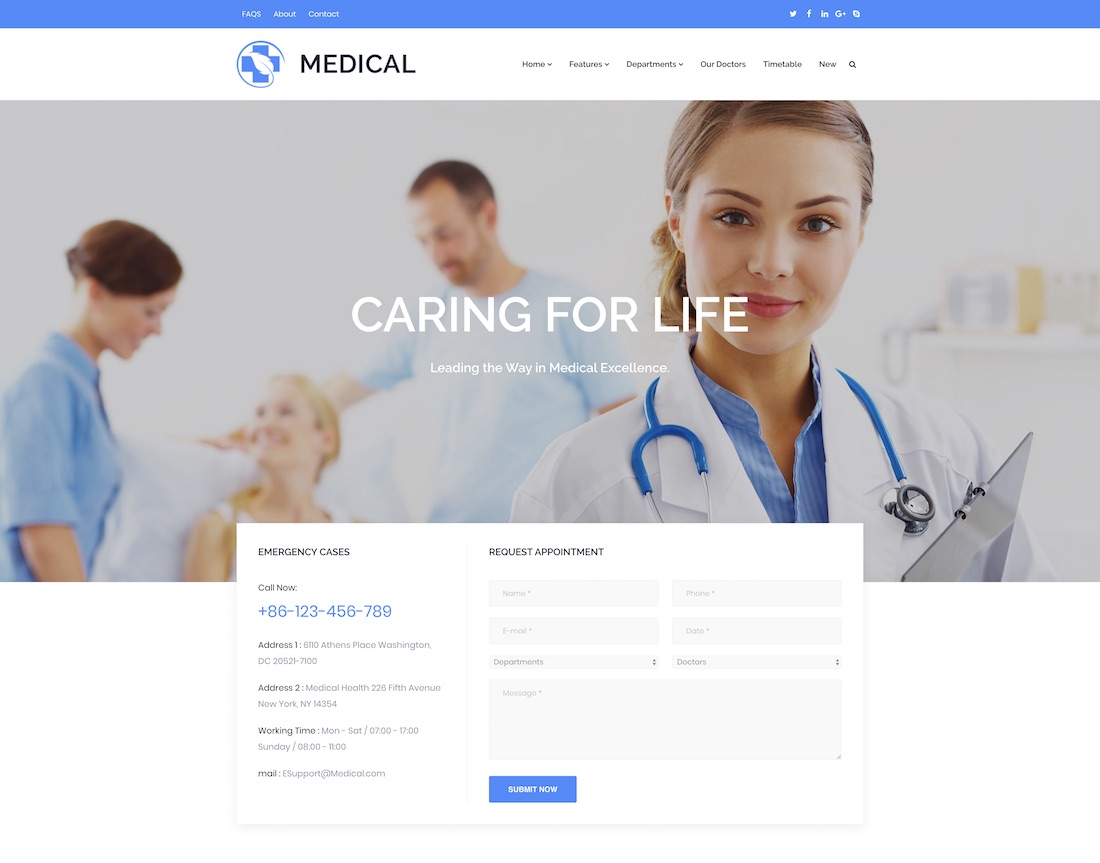 FAQS About Contact
MEDICAL
Home Features Departments Our Doctors Timetable New
CARING FOR LIFE
Leading the Way in Medical Excellence.
EMERGENCY CASES
Call Now:
+86-123-456-789
Address 1 : 6110 Athens Place Washington,
DC 20521-7100
Address 2 : Medical Health 226 Fifth Avenue
New York, NY 14354
Working Time : Mon - Sat / 07:00 - 17:00
Sunday / 08:00 - 11:00
mail : ESupport@Medical.com
REQUEST APPOINTMENT
Name * Phone *
E-mail * Date *
Departments Doctors
Message *
SUBMIT NOW